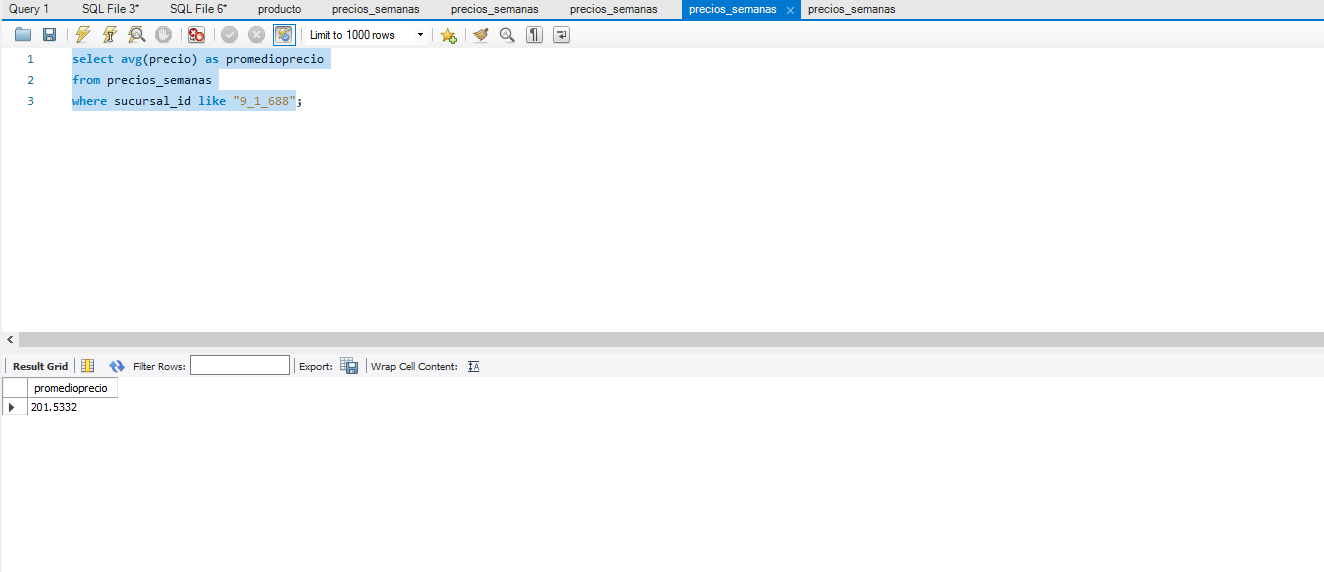 Query 1 SQL File 3* SQL File 6* producto precios_semanas precios_semanas precios_semanas precios_semanas precios_semanas
Limit to 1000 rows
1 select avg(precio) as promedioprecio
2 from precios_semanas
3 where sucursal_id like "9_1_688";
Result Grid Filter Rows: Export: Wrap Cell Content:
promedioprecio
201.5332